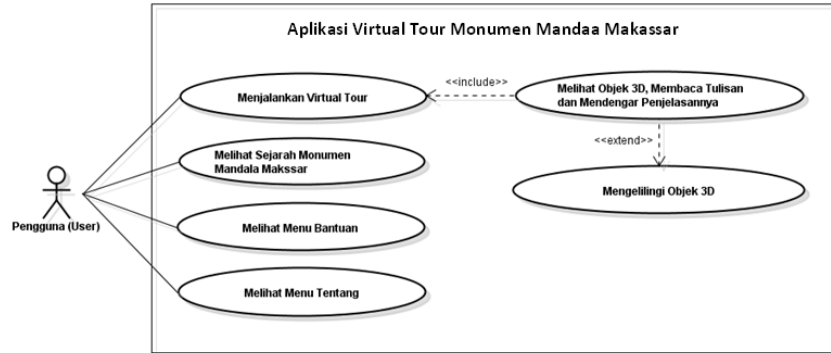 Aplikasi Virtual Tour Monumen Mandaa Makassar
<<include>>
Menjalankan Virtual Tour
Melihat Objek 3D, Membaca Tulisan
dan Mendengar Penjelasannya
<<extend>>
Melihat Sejarah Monumen
Mandala Makssar
Mengelilingi Objek 3D
Pengguna (User)
Melihat Menu Bantuan
Melihat Menu Tentang